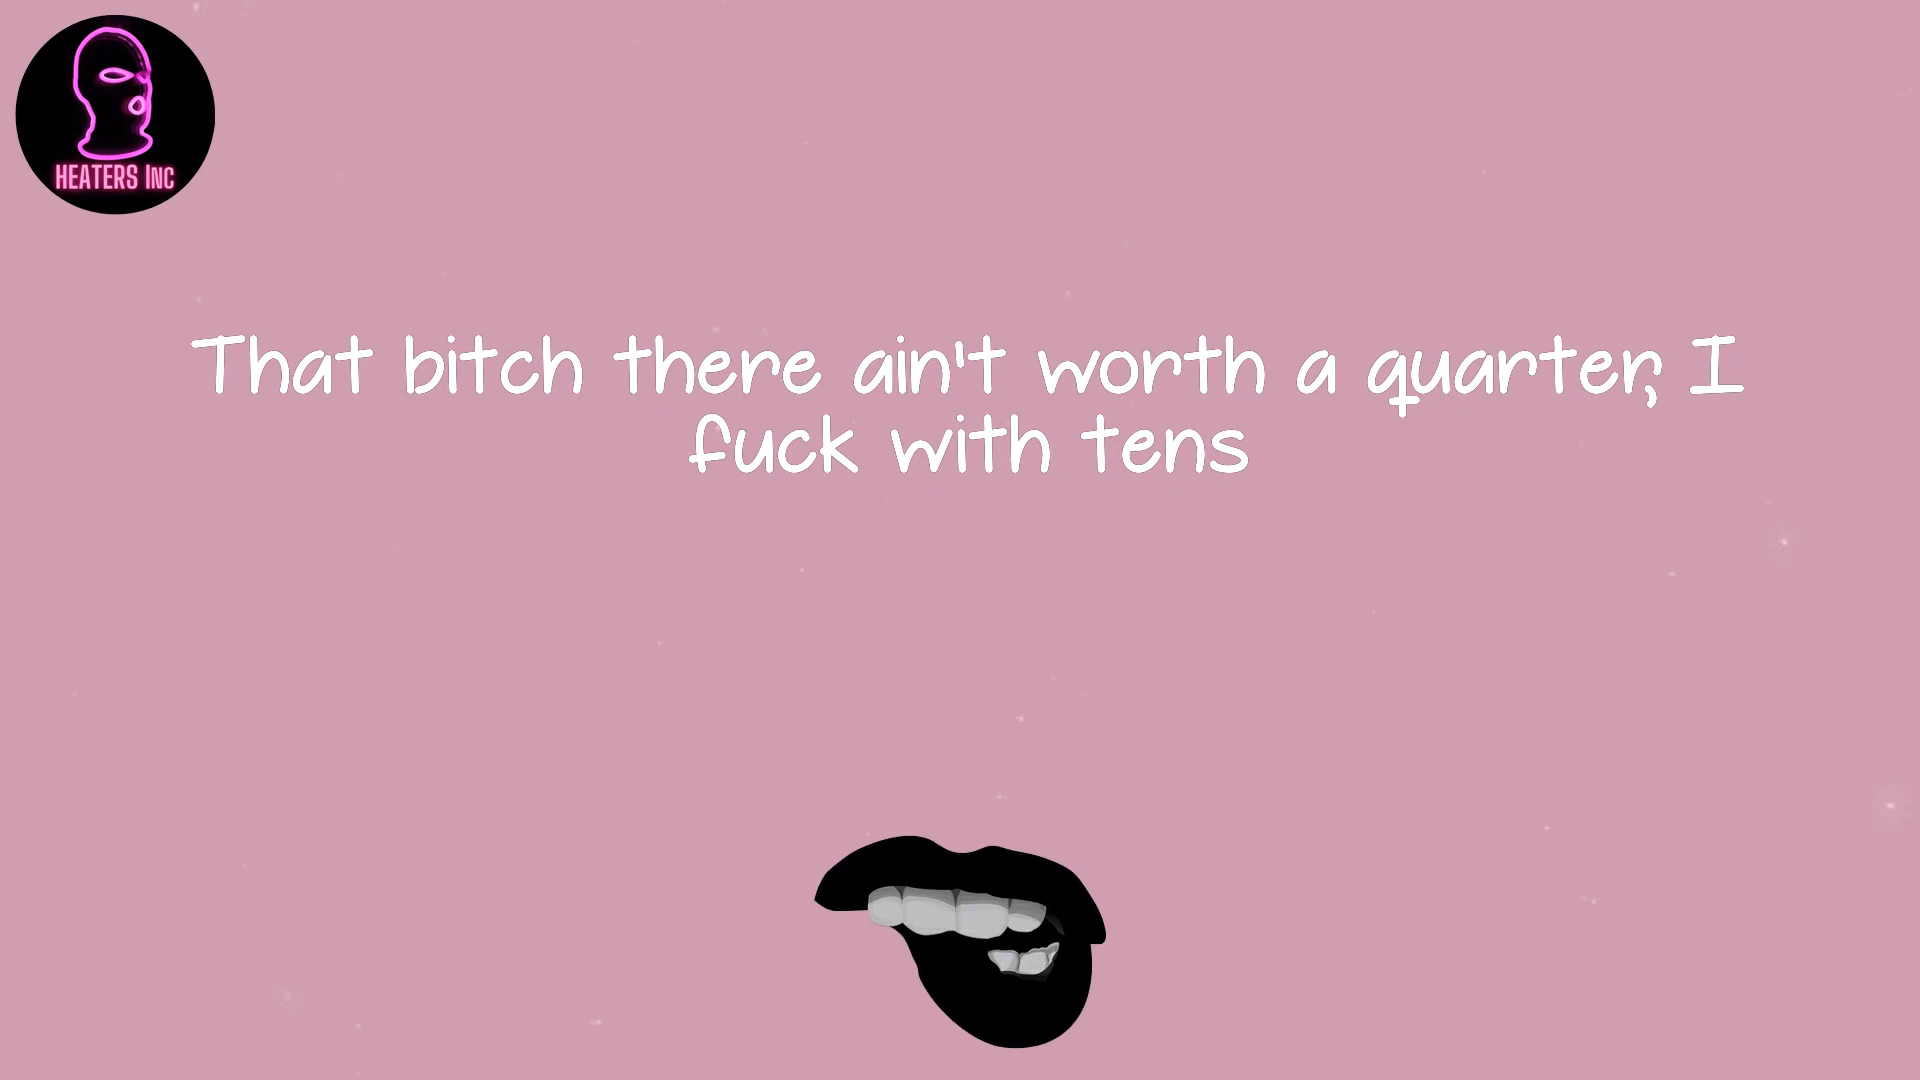 HEATERS INC
That bitch there ain't worth a quarter, I
fuck with tens